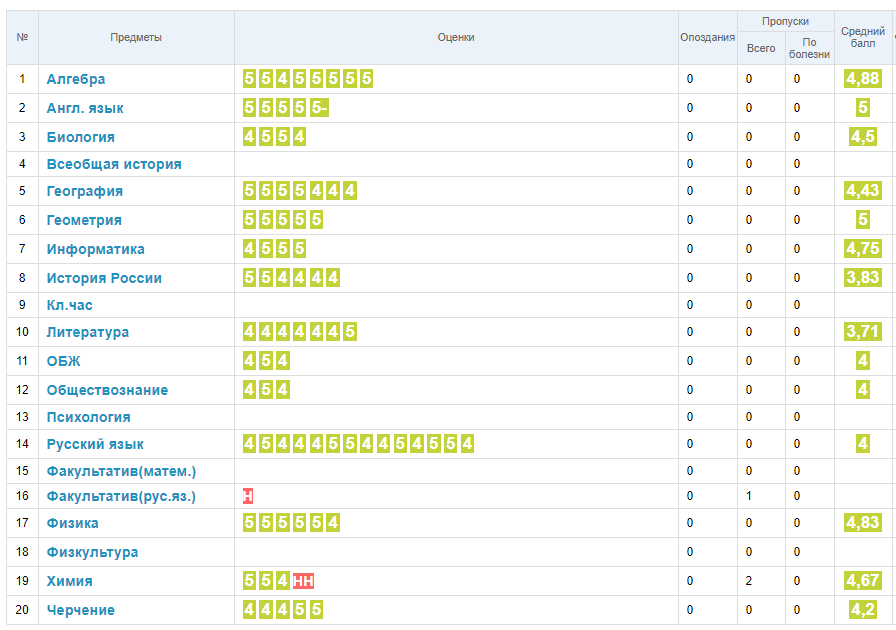 № Предметы Оценки Опоздания Пропуски Всего По болезни Средний балл
1 Алгебра 5 5 4 5 5 5 5 5 0 0 0 4,88
2 Англ. язык 5 5 5 5 5- 0 0 0 5
3 Биология 4 5 5 4 0 0 0 4,5
4 Всеобщая история 0 0 0
5 География 5 5 5 5 4 4 4 0 0 0 4,43
6 Геометрия 5 5 5 5 5 0 0 0 5
7 Информатика 4 5 5 5 0 0 0 4,75
8 История России 5 5 4 4 4 4 0 0 0 3,83
9 Кл.час 0 0 0
10 Литература 4 4 4 4 4 4 5 0 0 0 3,71
11 ОБЖ 4 5 4 0 0 0 4
12 Обществознание 4 5 4 0 0 0 4
13 Психология 0 0 0
14 Русский язык 4 5 4 4 4 5 5 4 4 5 4 5 5 4 0 0 0 4
15 Факультатив(матем.) 0 0 0
16 Факультатив(рус.яз.) Н 0 1 0
17 Физика 5 5 5 5 5 4 0 0 0 4,83
18 Физкультура 0 0 0
19 Химия 5 5 4 НН 0 2 0 4,67
20 Черчение 4 4 4 5 5 0 0 0 4,2